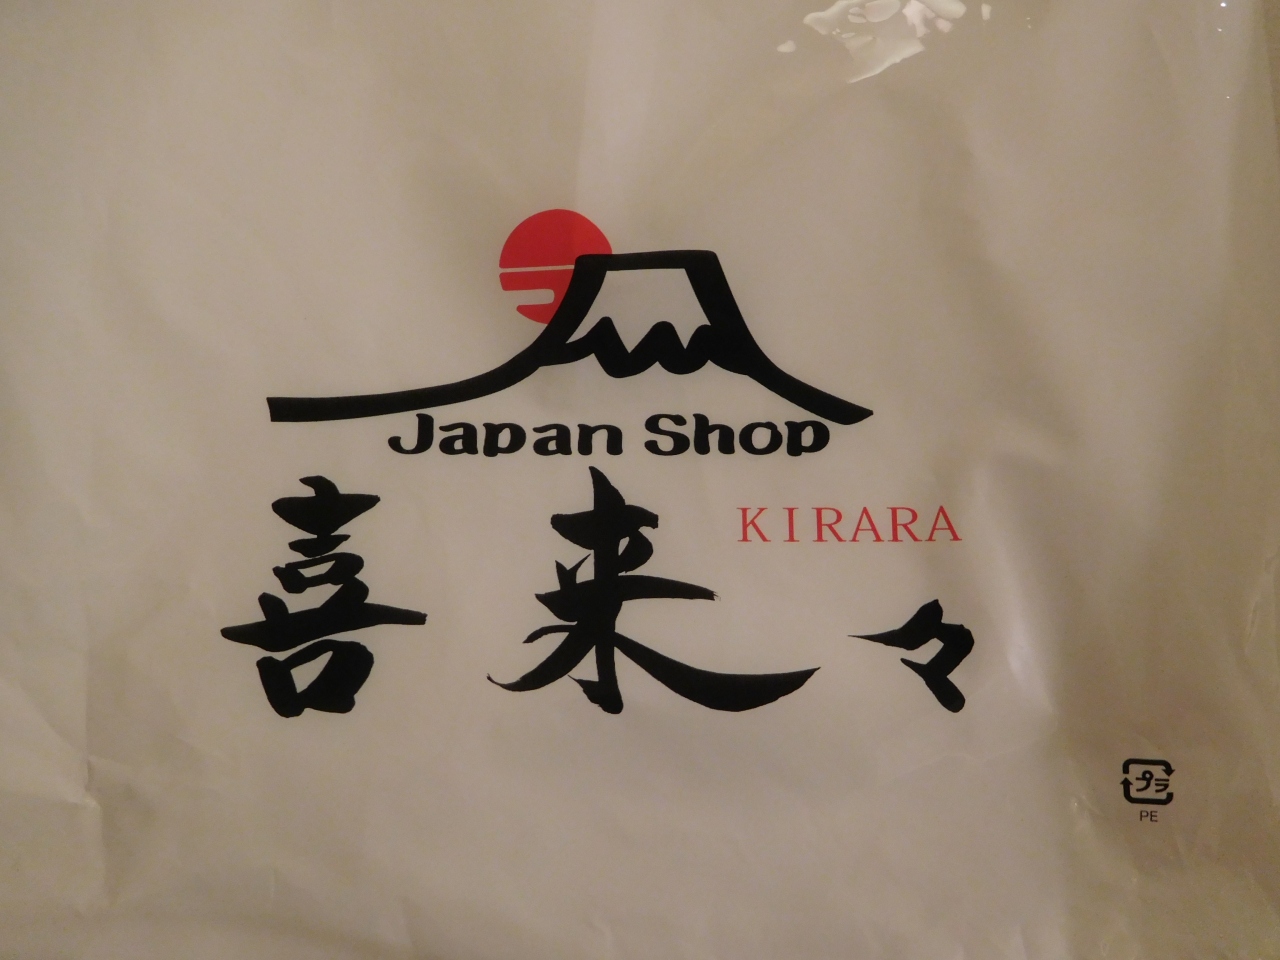 Japan Shop
KIRARA
喜来々
プラ
PE